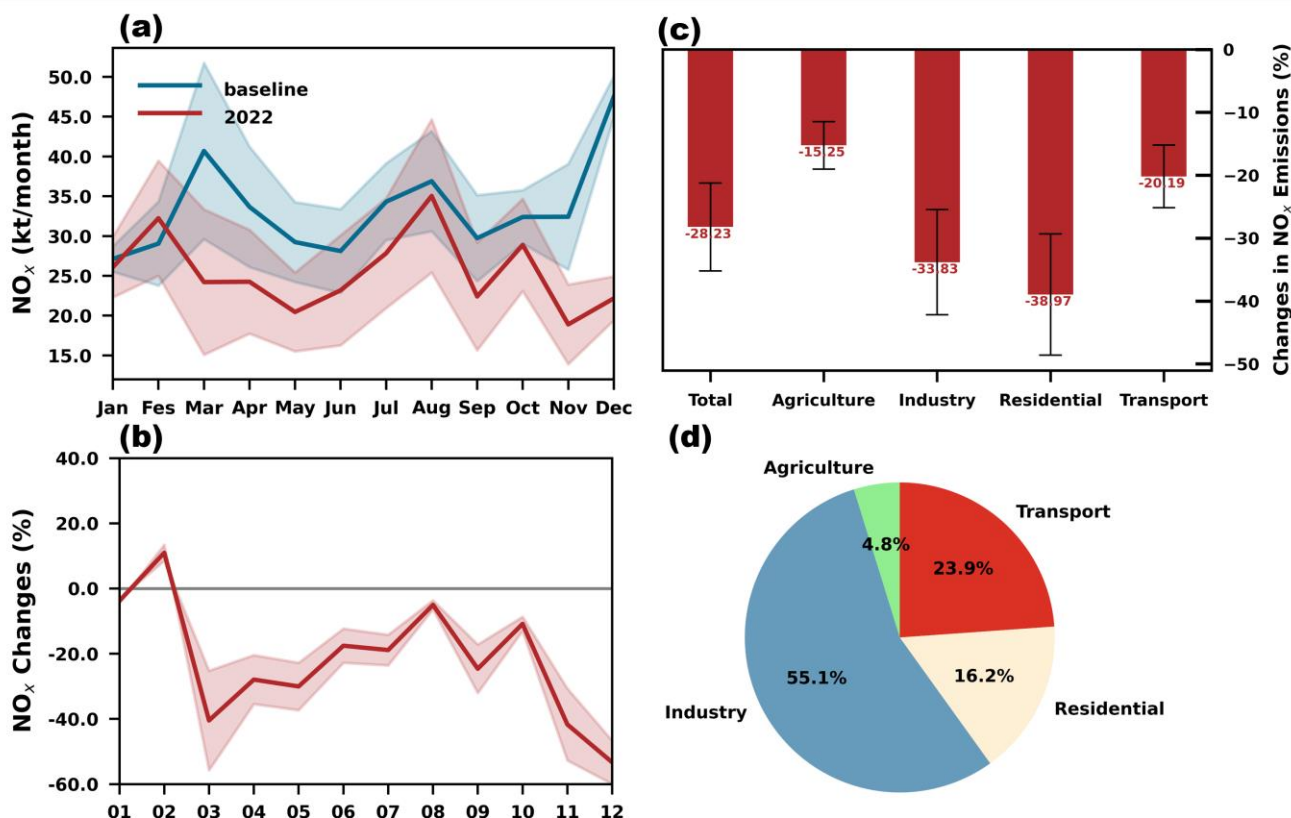 (a)
NOx (kt/month)
50.0
45.0
40.0
35.0
30.0
25.0
20.0
15.0
baseline
2022
Jan Fes Mar Apr May Jun Jul Aug Sep Oct Nov Dec
(b)
NOx Changes (%)
40.0
20.0
0.0
−20.0
−40.0
−60.0
01 02 03 04 05 06 07 08 09 10 11 12
(c)
-28.23
-15.25
-33.83
-38.97
-20.19
0
−10
−20
−30
−40
−50
Changes in NOx Emissions (%)
Total Agriculture Industry Residential Transport
(d)
Agriculture
4.8%
Transport
23.9%
55.1%
Industry
16.2%
Residential